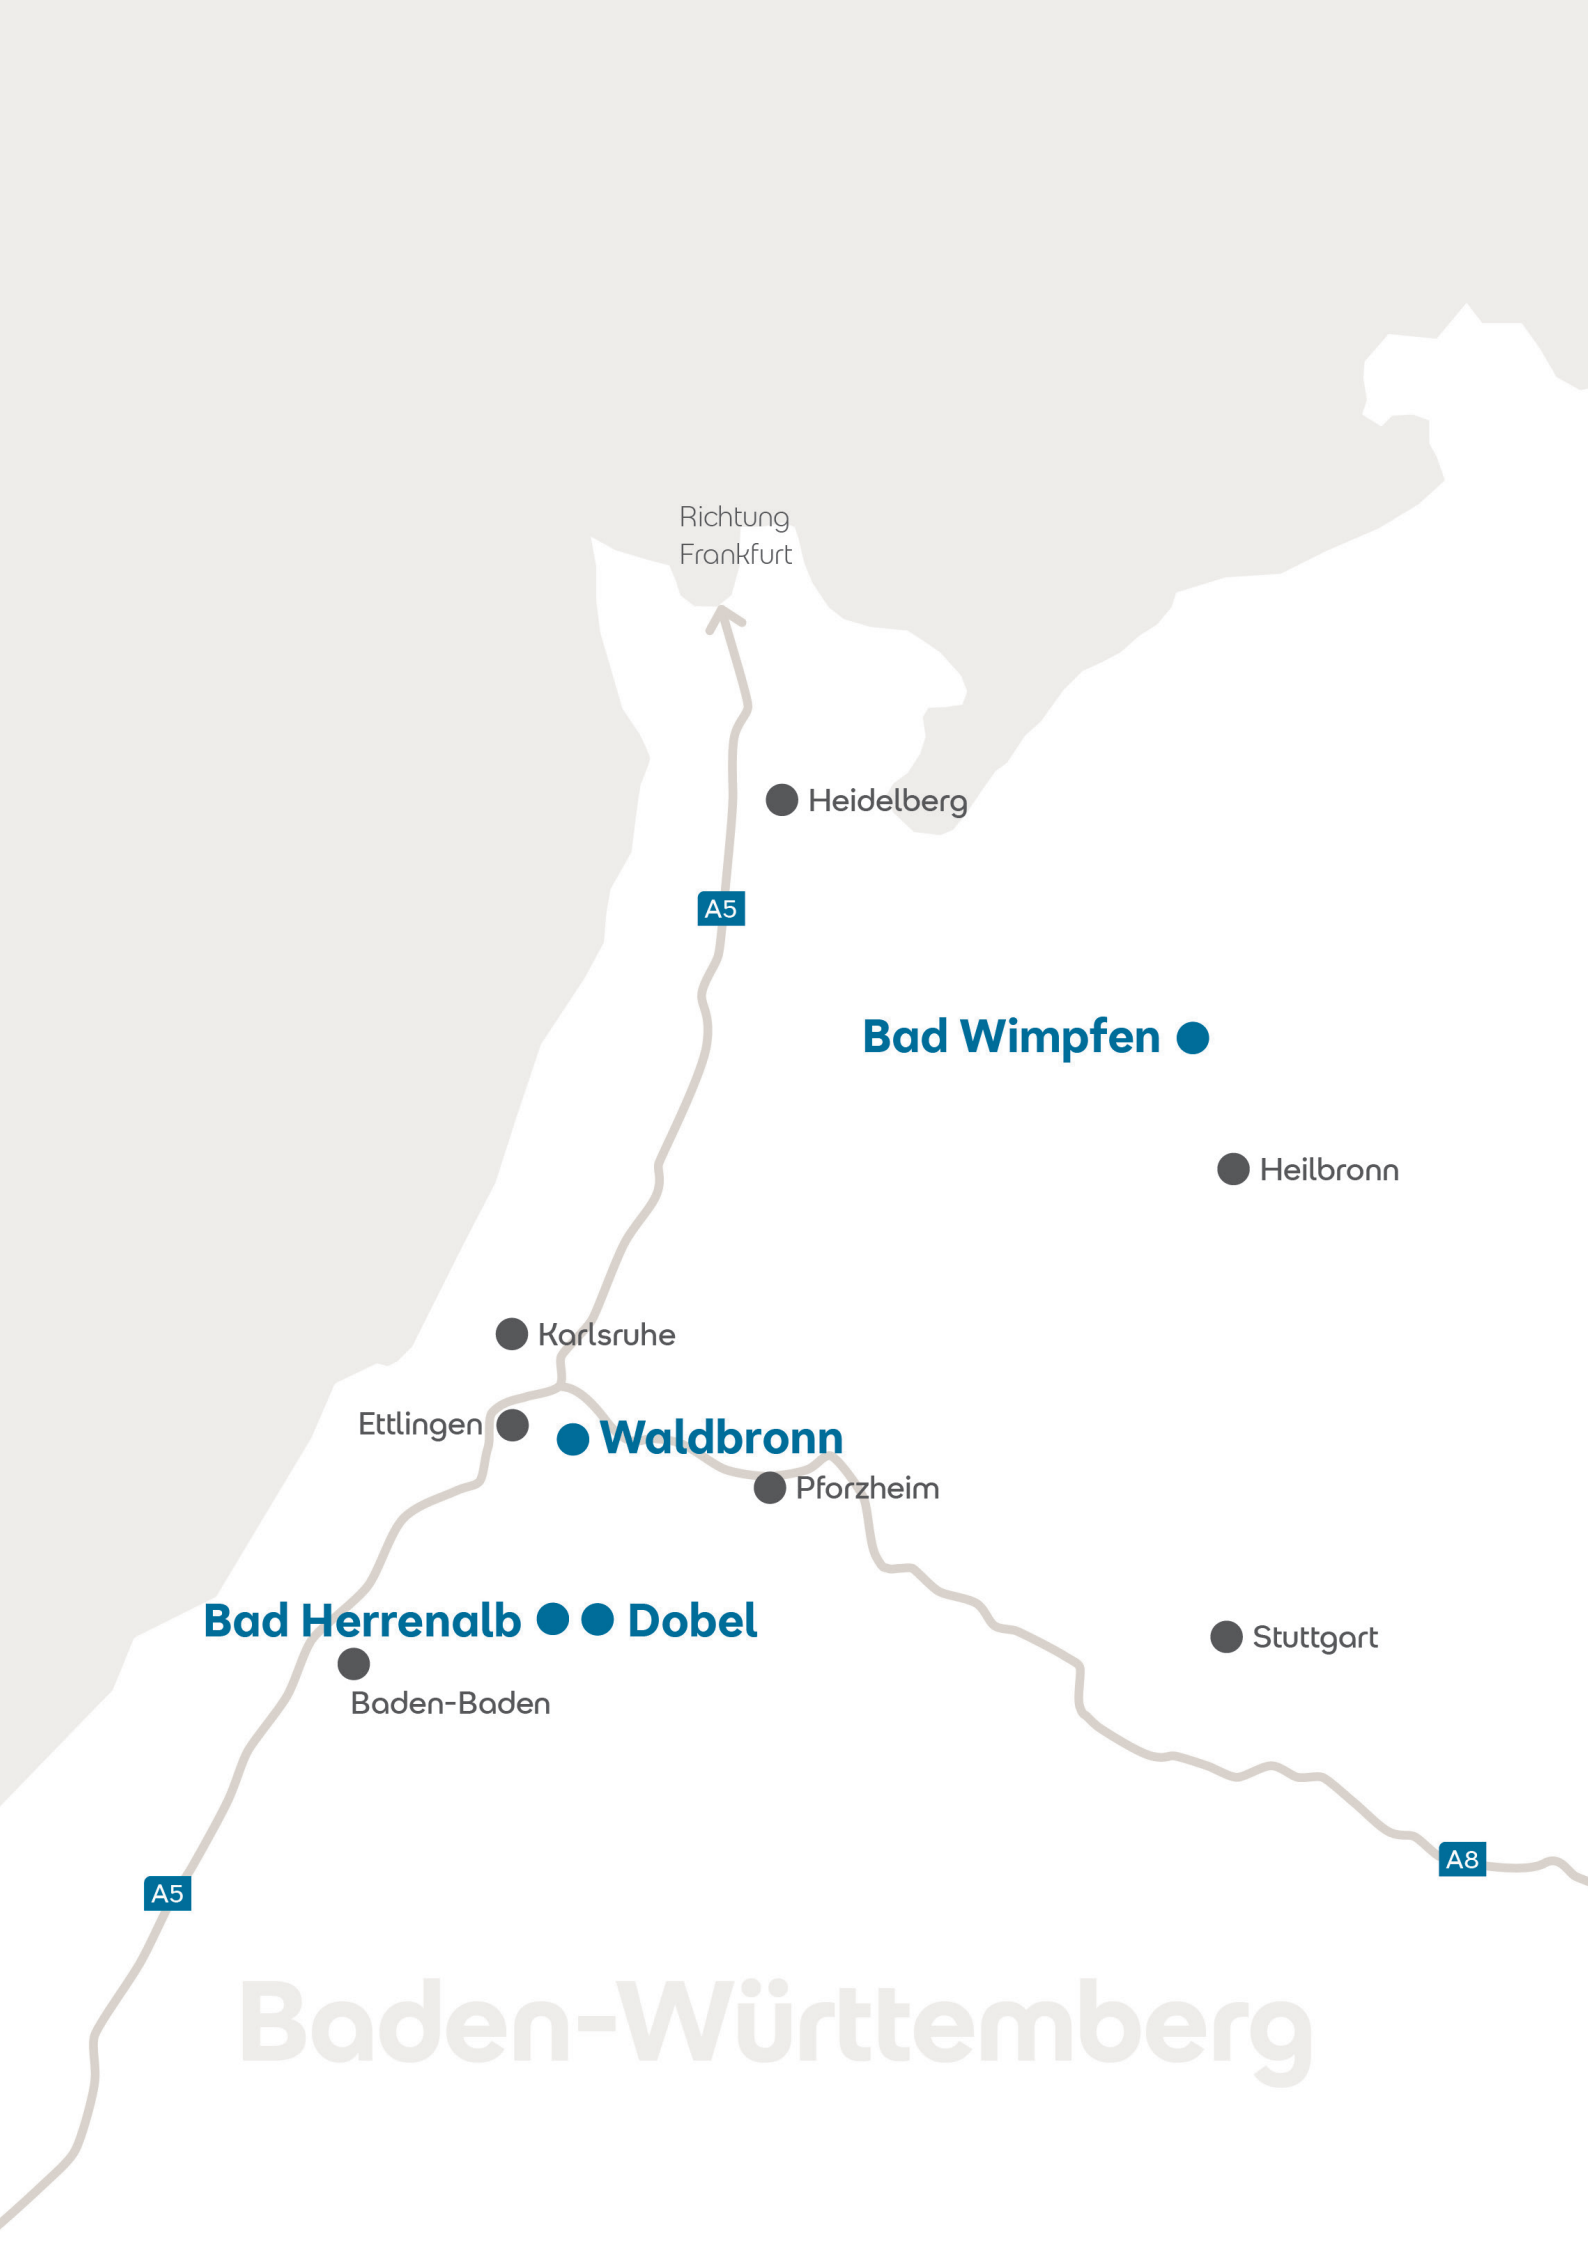 Richtung
Frankfurt
Heidelberg
A5
Bad Wimpfen
Heilbronn
Karlsruhe
Ettlingen
Waldbronn
Pforzheim
Bad Herrenalb
Dobel
Stuttgart
Baden-Baden
A8
A5
Baden-Württemberg